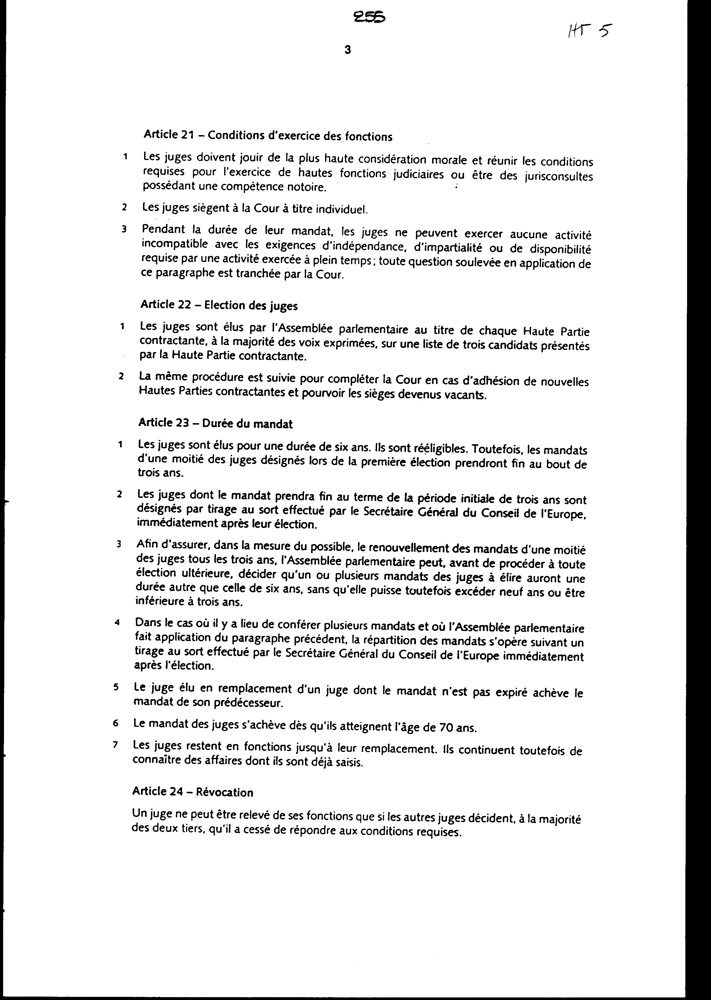 255
HT 5
3
Article 21 – Conditions d'exercice des fonctions
1 Les juges doivent jouir de la plus haute considération morale et réunir les conditions
requises pour l'exercice de hautes fonctions judiciaires ou être des jurisconsultes
possédant une compétence notoire.
2 Les juges siègent à la Cour à titre individuel.
3 Pendant la durée de leur mandat, les juges ne peuvent exercer aucune activité
incompatible avec les exigences d'indépendance, d'impartialité ou de disponibilité
requise par une activité exercée à plein temps ; toute question soulevée en application de
ce paragraphe est tranchée par la Cour.
Article 22 – Election des juges
1 Les juges sont élus par l'Assemblée parlementaire au titre de chaque Haute Partie
contractante, à la majorité des voix exprimées, sur une liste de trois candidats présentés
par la Haute Partie contractante.
2 La même procédure est suivie pour compléter la Cour en cas d'adhésion de nouvelles
Hautes Parties contractantes et pourvoir les sièges devenus vacants.
Article 23 – Durée du mandat
1 Les juges sont élus pour une durée de six ans. Ils sont rééligibles. Toutefois, les mandats
d'une moitié des juges désignés lors de la première élection prendront fin au bout de
trois ans.
2 Les juges dont le mandat prendra fin au terme de la période initiale de trois ans sont
désignés par tirage au sort effectué par le Secrétaire Général du Conseil de l'Europe,
immédiatement après leur élection.
3 Afin d'assurer, dans la mesure du possible, le renouvellement des mandats d'une moitié
des juges tous les trois ans, l'Assemblée parlementaire peut, avant de procéder à toute
élection ultérieure, décider qu'un ou plusieurs mandats des juges à élire auront une
durée autre que celle de six ans, sans qu'elle puisse toutefois excéder neuf ans ou être
inférieure à trois ans.
4 Dans le cas où il y a lieu de conférer plusieurs mandats et où l'Assemblée parlementaire
fait application du paragraphe précédent, la répartition des mandats s'opère suivant un
tirage au sort effectué par le Secrétaire Général du Conseil de l'Europe immédiatement
après l'élection.
5 Le juge élu en remplacement d'un juge dont le mandat n'est pas expiré achève le
mandat de son prédécesseur.
6 Le mandat des juges s'achève dès qu'ils atteignent l'âge de 70 ans.
7 Les juges restent en fonctions jusqu'à leur remplacement. Ils continuent toutefois de
connaître des affaires dont ils sont déjà saisis.
Article 24 – Révocation
Un juge ne peut être relevé de ses fonctions que si les autres juges décident, à la majorité
des deux tiers, qu'il a cessé de répondre aux conditions requises.